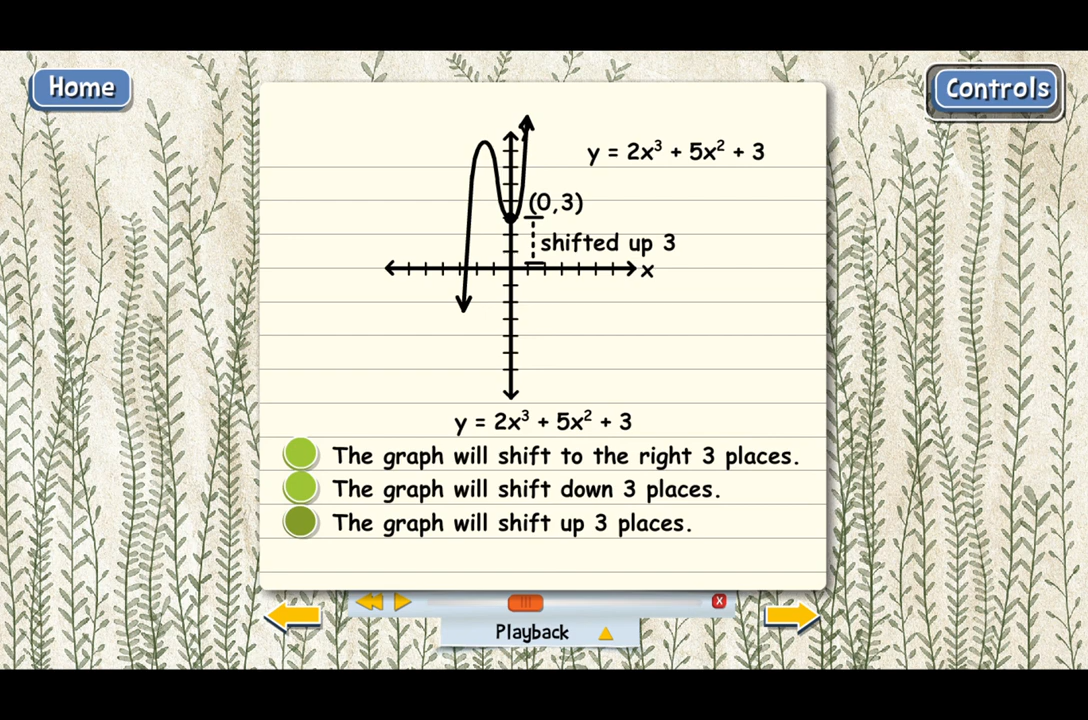 Home
Controls
y = 2x³ + 5x² + 3
(0,3)
shifted up 3
x
y = 2x³ + 5x² + 3
The graph will shift to the right 3 places.
The graph will shift down 3 places.
The graph will shift up 3 places.
x
Playback